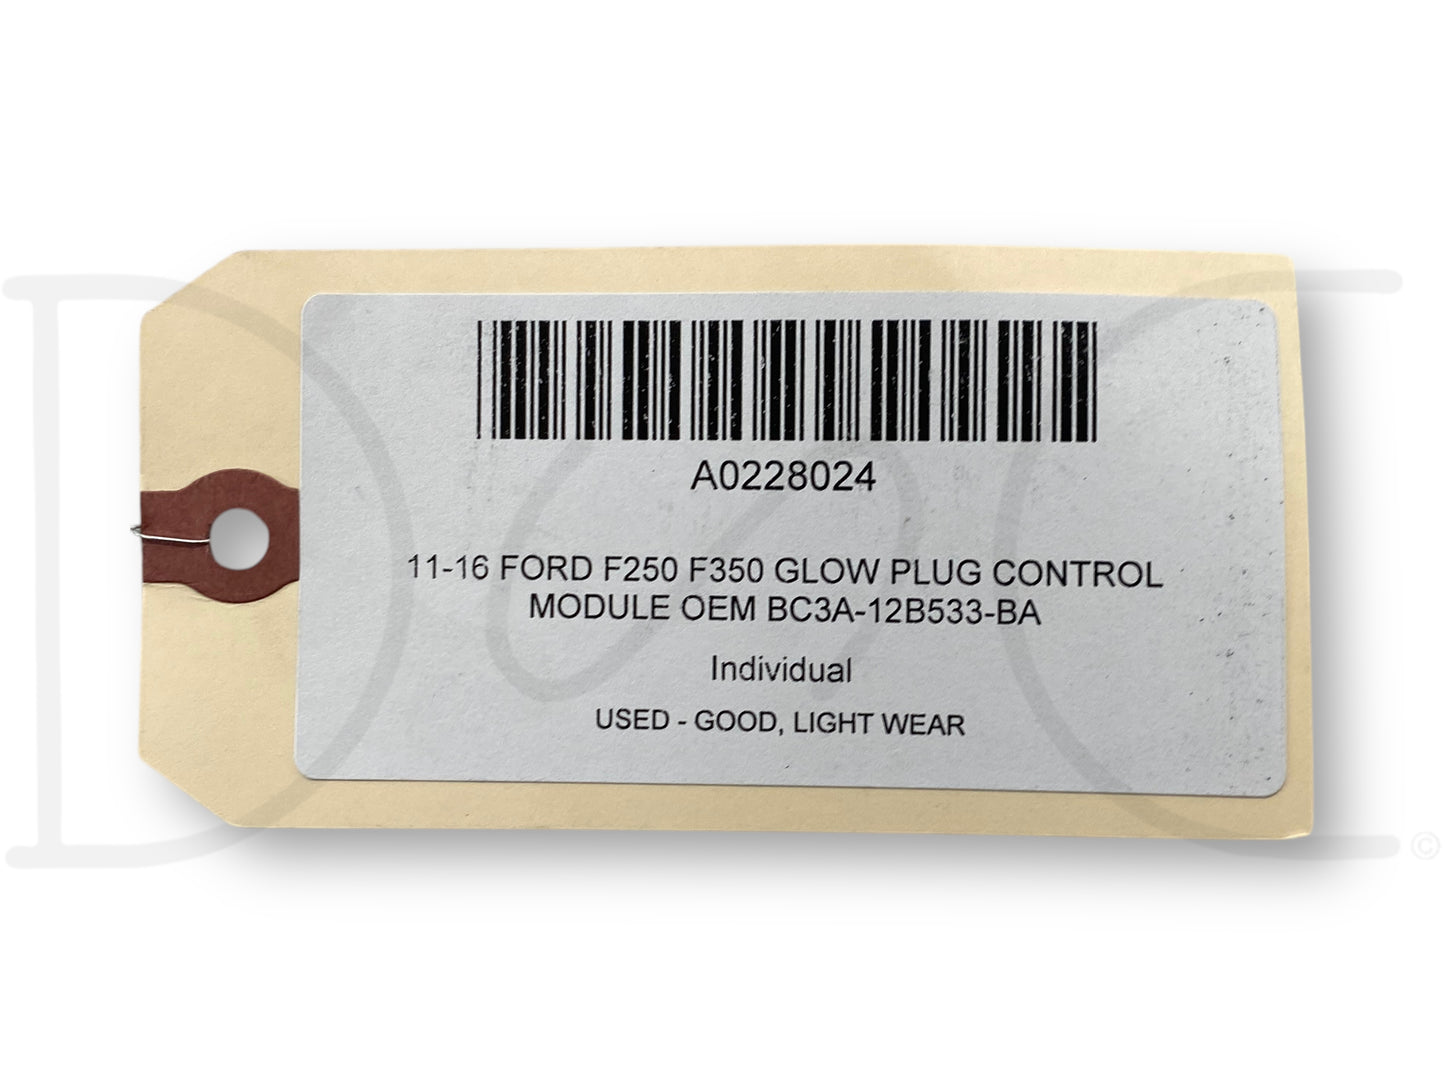 A0228024
11-16 FORD F250 F350 GLOW PLUG CONTROL
MODULE OEM BC3A-12B533-BA
Individual
USED - GOOD, LIGHT WEAR
©